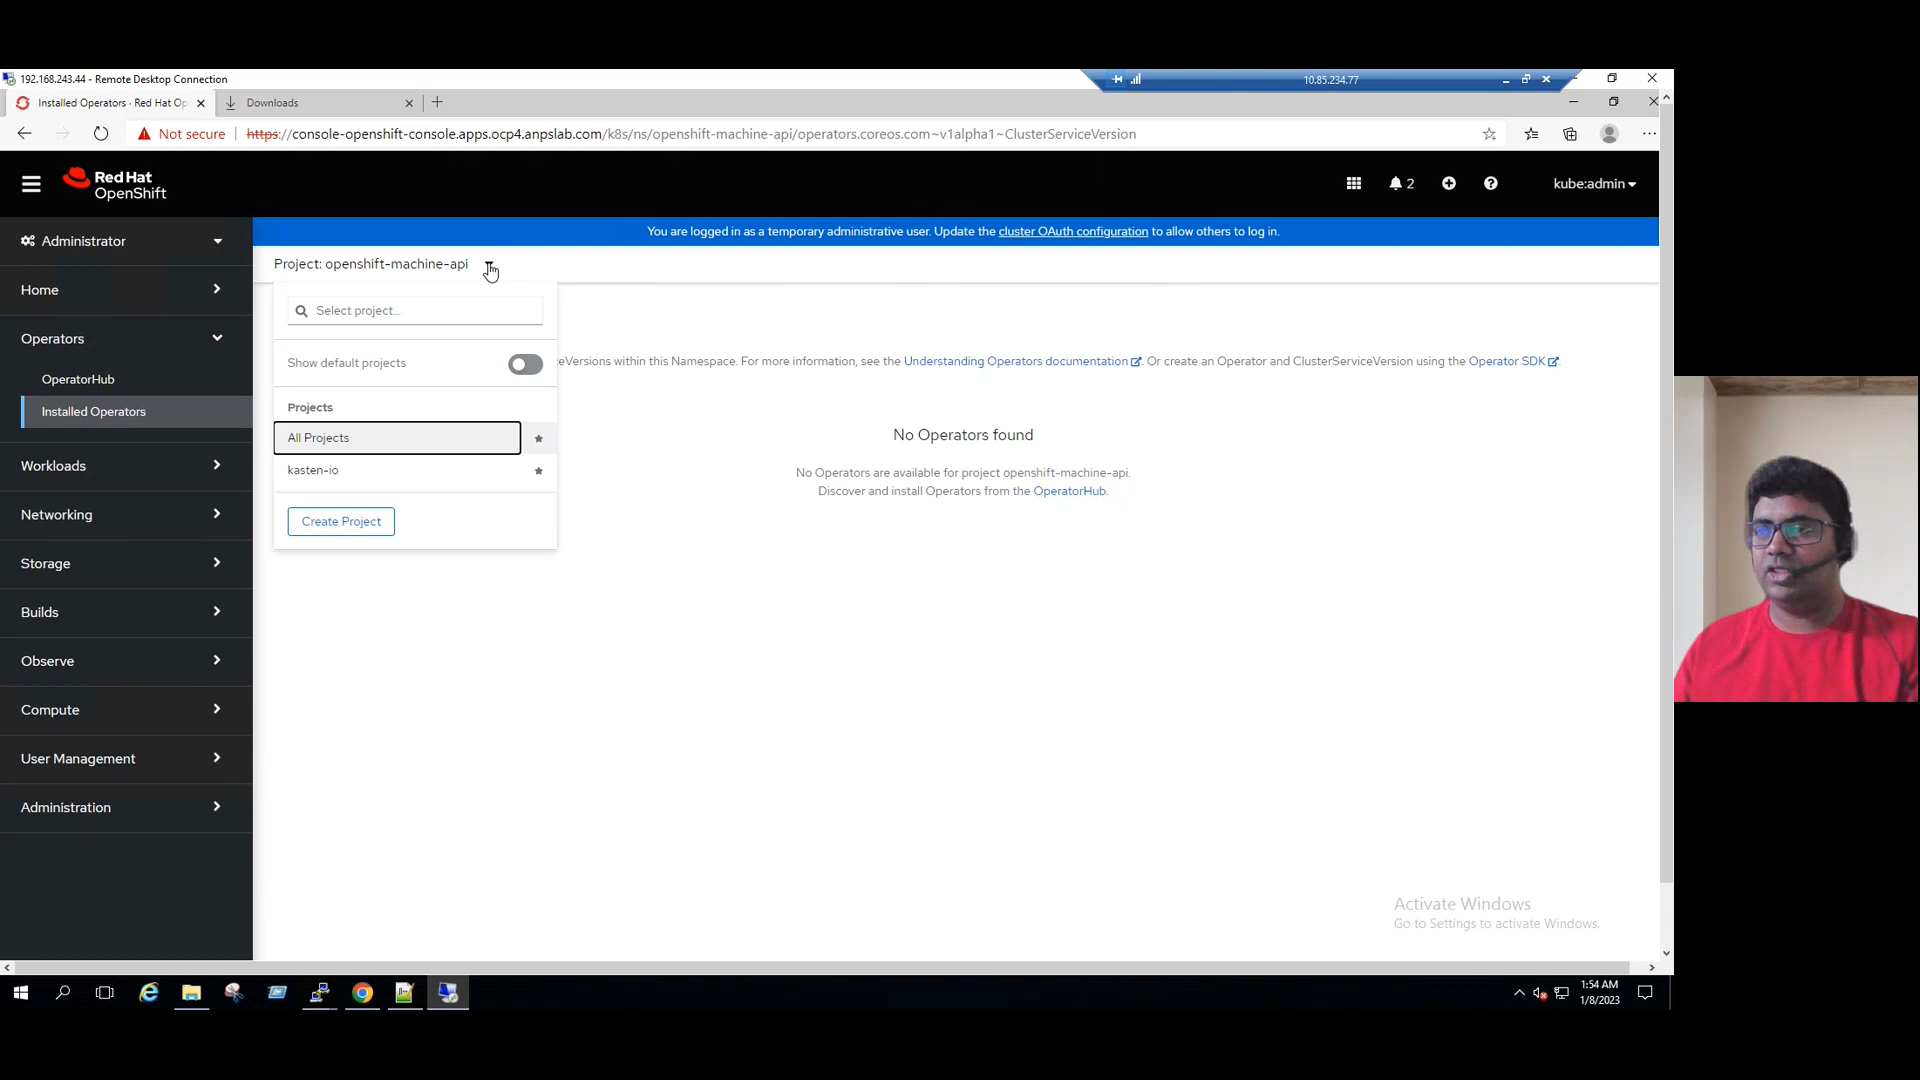 192.168.243.44 - Remote Desktop Connection
10.85.234.77
Installed Operators · Red Hat Op
Downloads
Not secure
https://console-openshift-console.apps.ocp4.anpslab.com/k8s/ns/openshift-machine-api/operators.coreos.com~v1alpha1~ClusterServiceVersion
Red Hat
OpenShift
2
kube:admin
Administrator
You are logged in as a temporary administrative user. Update the cluster OAuth configuration to allow others to log in.
Project: openshift-machine-api
Home
Select project...
Operators
Show default projects
eVersions within this Namespace. For more information, see the Understanding Operators documentation. Or create an Operator and ClusterServiceVersion using the Operator SDK.
OperatorHub
Installed Operators
Projects
All Projects
No Operators found
kasten-io
No Operators are available for project openshift-machine-api.
Discover and install Operators from the OperatorHub.
Workloads
Networking
Create Project
Storage
Builds
Observe
Compute
User Management
Administration
Activate Windows
Go to Settings to activate Windows.
1:54 AM
1/8/2023